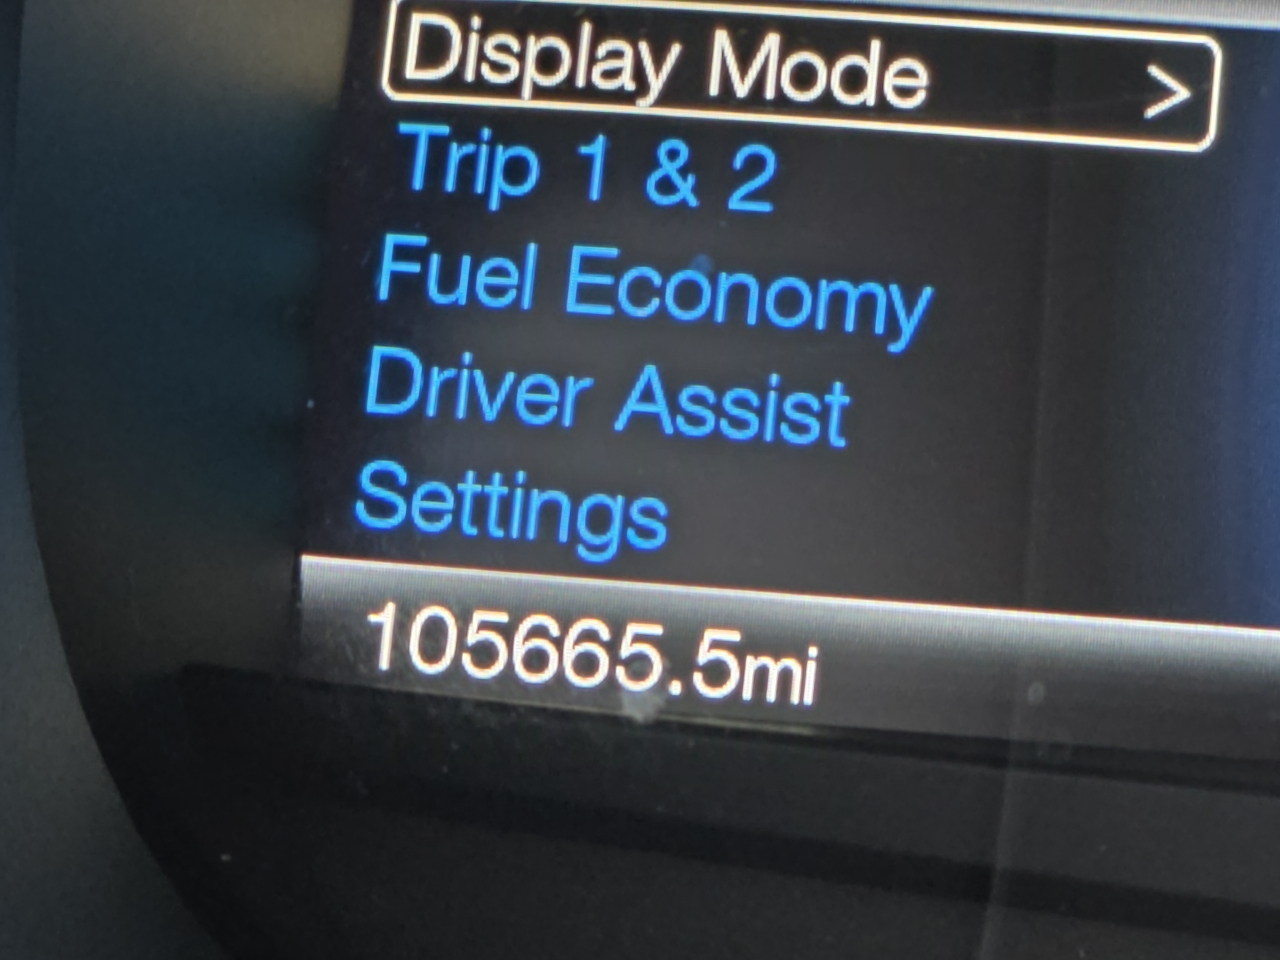 Display Mode >
Trip 1 & 2
Fuel Economy
Driver Assist
Settings
105665.5mi